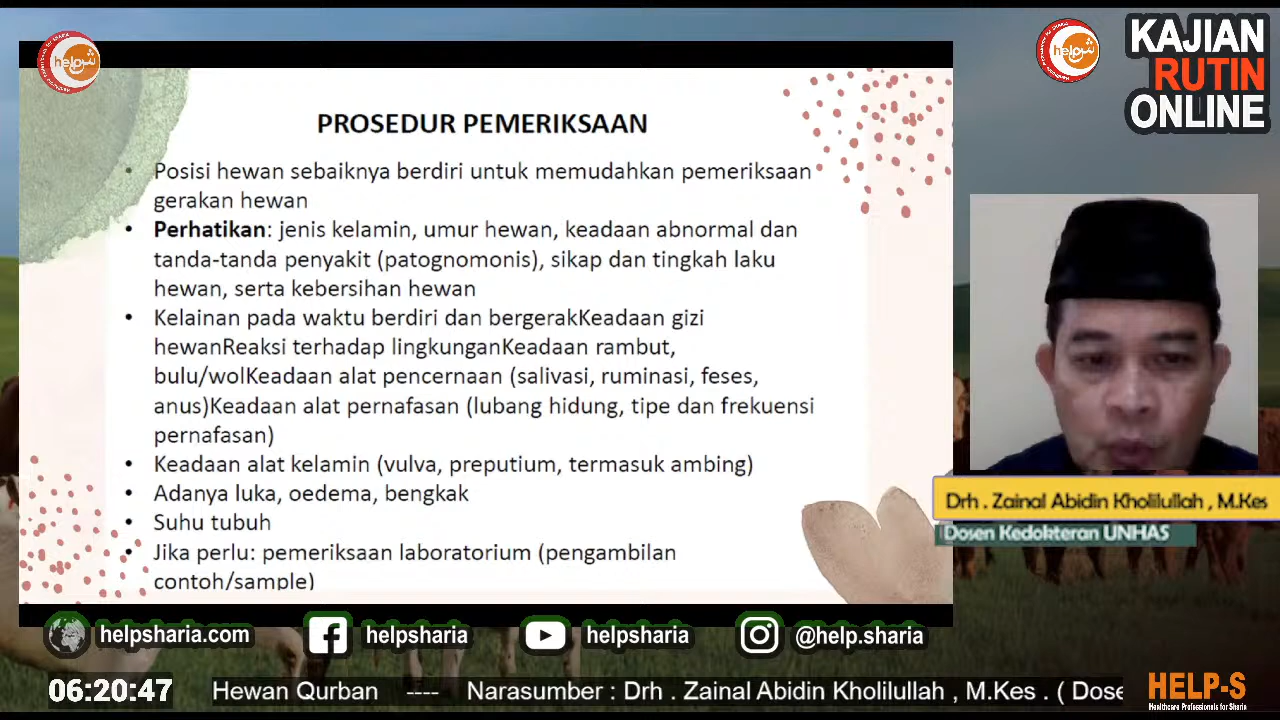 help
KAJIAN
RUTIN
ONLINE
PROSEDUR PEMERIKSAAN
• Posisi hewan sebaiknya berdiri untuk memudahkan pemeriksaan
gerakan hewan
• Perhatikan: jenis kelamin, umur hewan, keadaan abnormal dan
tanda-tanda penyakit (patognomonis), sikap dan tingkah laku
hewan, serta kebersihan hewan
• Kelainan pada waktu berdiri dan bergerakKeadaan gizi
hewanReaksi terhadap lingkunganKeadaan rambut,
bulu/wolKeadaan alat pencernaan (salivasi, ruminasi, feses,
anus)Keadaan alat pernafasan (lubang hidung, tipe dan frekuensi
pernafasan)
• Keadaan alat kelamin (vulva, preputium, termasuk ambing)
• Adanya luka, oedema, bengkak
• Suhu tubuh
• Jika perlu: pemeriksaan laboratorium (pengambilan
contoh/sample)
Drh . Zainal Abidin Kholilullah , M.Kes
Dosen Kedokteran UNHAS
helpsharia.com
helpsharia
helpsharia
@help.sharia
06:20:47
Hewan Qurban ---- Narasumber : Drh . Zainal Abidin Kholilullah , M.Kes . ( Dose
HELP-S
Healthcare Professionals for Sharia